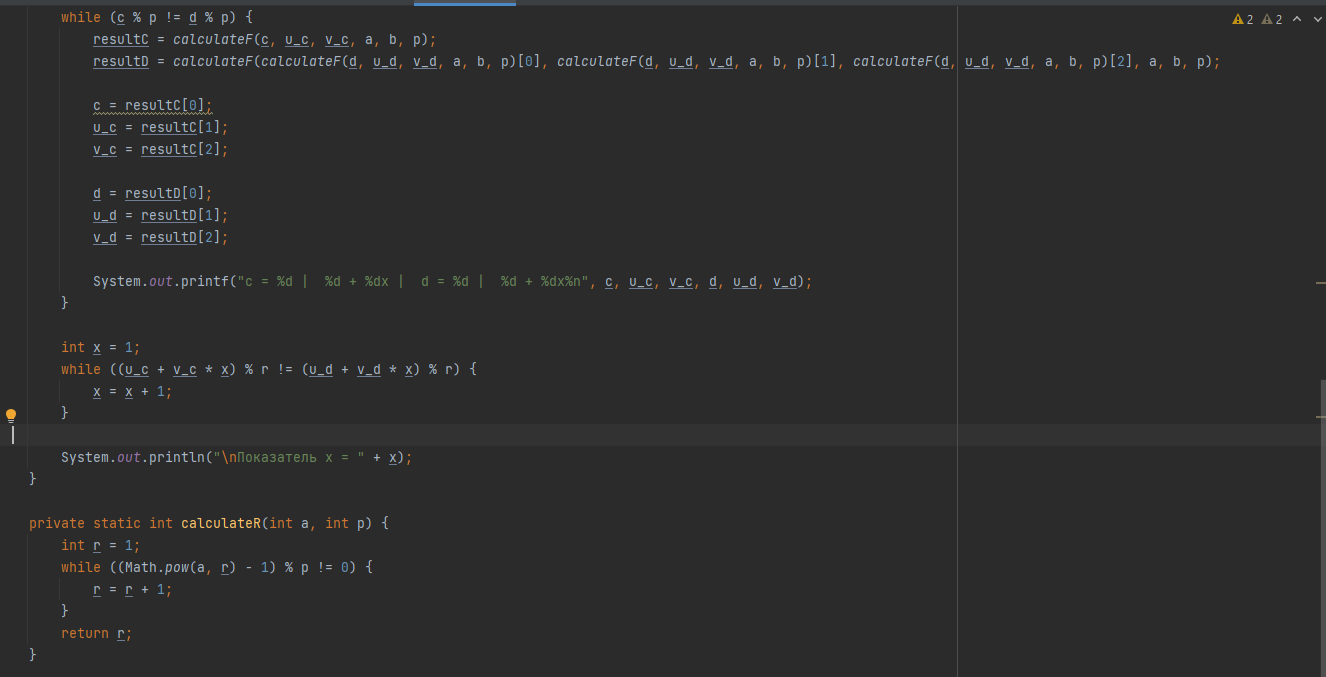 2 2
while (c % p != d % p) {
resultC = calculateF(c, u_c, v_c, a, b, p);
resultD = calculateF(calculateF(d, u_d, v_d, a, b, p)[0], calculateF(d, u_d, v_d, a, b, p)[1], calculateF(d, u_d, v_d, a, b, p)[2], a, b, p);
c = resultC[0];
u_c = resultC[1];
v_c = resultC[2];
d = resultD[0];
u_d = resultD[1];
v_d = resultD[2];
System.out.printf("c = %d |  %d + %dx |  d = %d |  %d + %dx%n", c, u_c, v_c, d, u_d, v_d);
}
int x = 1;
while ((u_c + v_c * x) % r != (u_d + v_d * x) % r) {
x = x + 1;
}
System.out.println("\nПоказатель x = " + x);
}
private static int calculateR(int a, int p) {
int r = 1;
while ((Math.pow(a, r) - 1) % p != 0) {
r = r + 1;
}
return r;
}